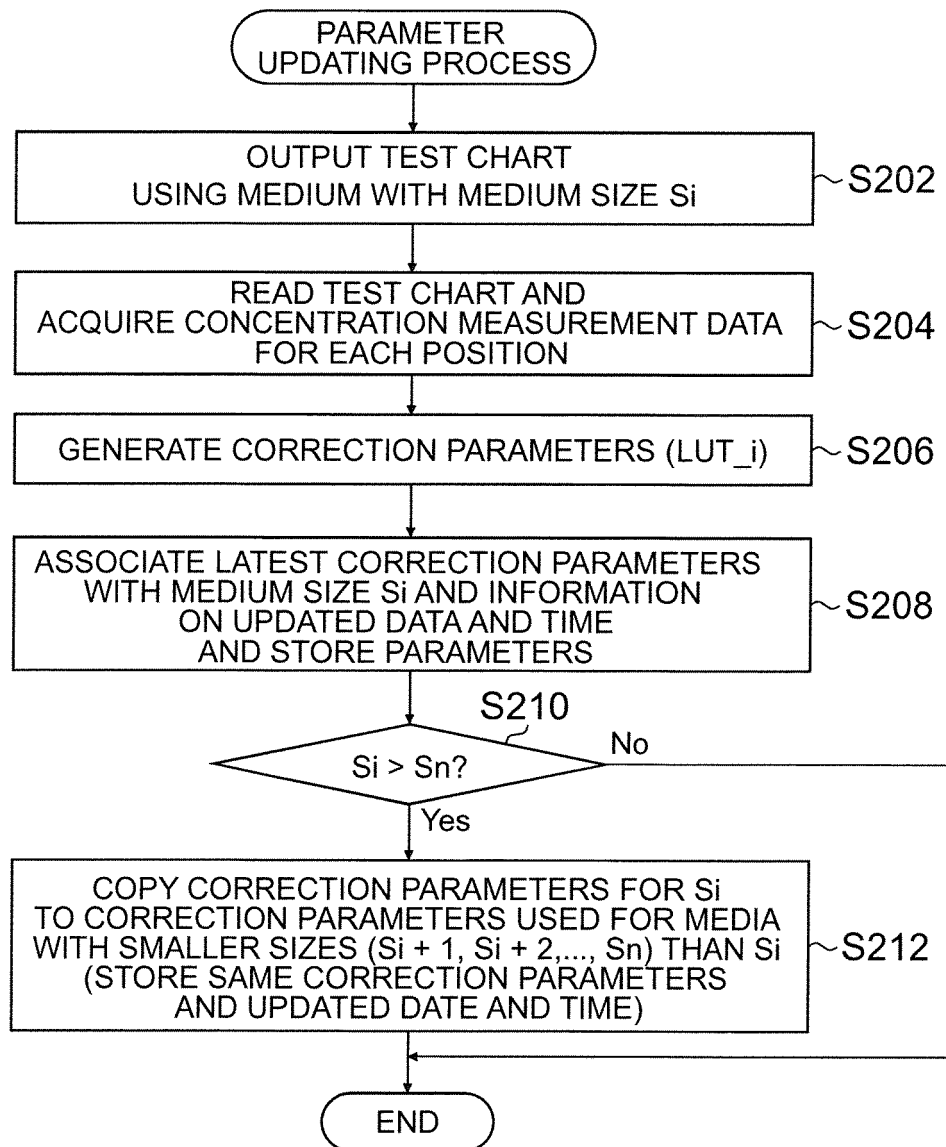 PARAMETER
UPDATING PROCESS
OUTPUT TEST CHART
USING MEDIUM WITH MEDIUM SIZE Si
S202
READ TEST CHART AND
ACQUIRE CONCENTRATION MEASUREMENT DATA
FOR EACH POSITION
S204
GENERATE CORRECTION PARAMETERS (LUT_i)
S206
ASSOCIATE LATEST CORRECTION PARAMETERS
WITH MEDIUM SIZE Si AND INFORMATION
ON UPDATED DATA AND TIME
AND STORE PARAMETERS
S208
S210
Si > Sn?
No
Yes
COPY CORRECTION PARAMETERS FOR Si
TO CORRECTION PARAMETERS USED FOR MEDIA
WITH SMALLER SIZES (Si + 1, Si + 2,..., Sn) THAN Si
(STORE SAME CORRECTION PARAMETERS
AND UPDATED DATE AND TIME)
S212
END